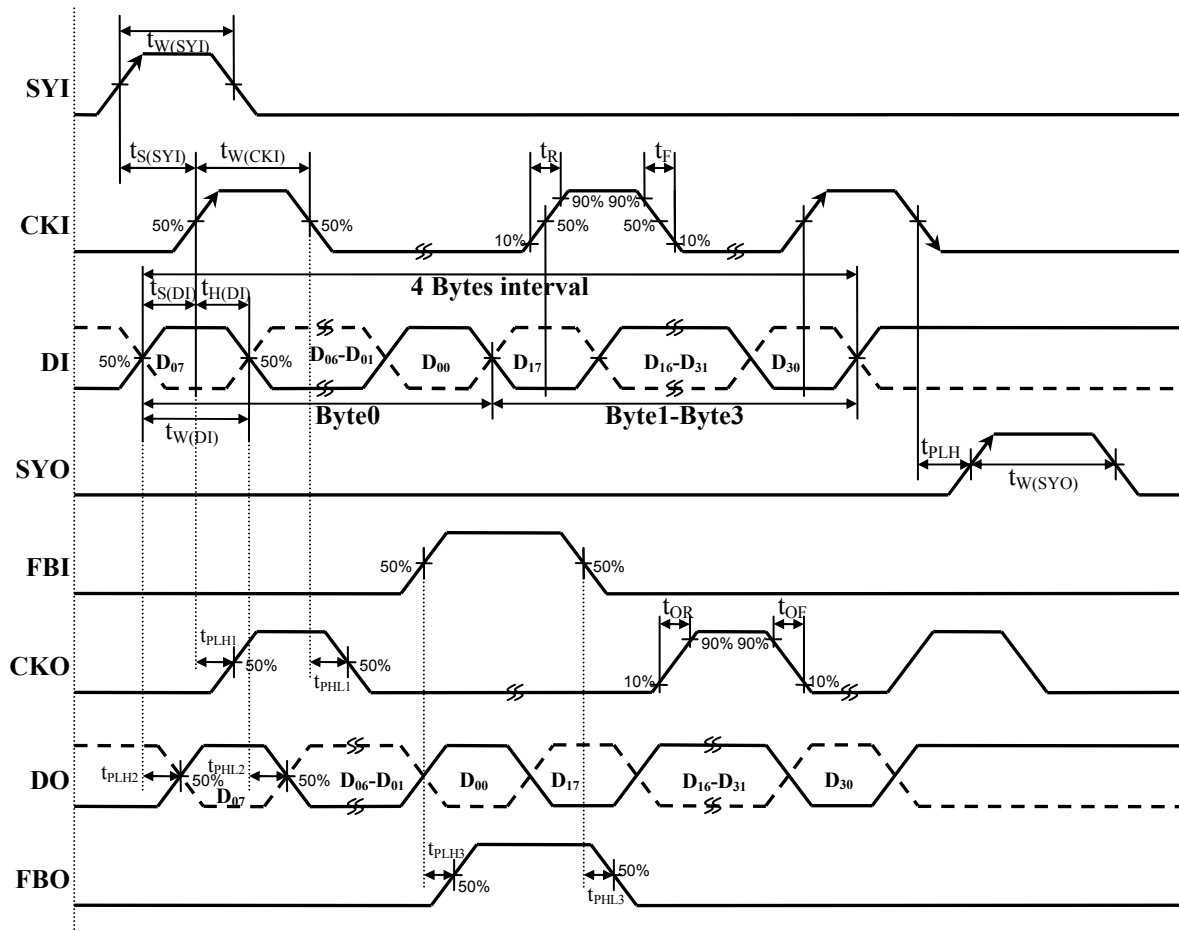 tW(SYI)
SYI
tS(SYI) tW(CKI) tR tF
90% 90%
CKI 50% 50% 50% 50%
10% 10%
4 Bytes interval
tS(DI) tH(DI)
DI 50% D07 50% D06-D01 D00 D17 D16-D31 D30
Byte0 Byte1-Byte3
tW(DI)
SYO tPLH tW(SYO)
FBI 50% 50%
tOR tOF
CKO tPLH1 50% tPHL1 50% 90% 90%
10% 10%
DO tPLH2 50% tPHL2 50% D06-D01 D00 D17 D16-D31 D30
D07
FBO tPLH3 50% 50%
tPHL3